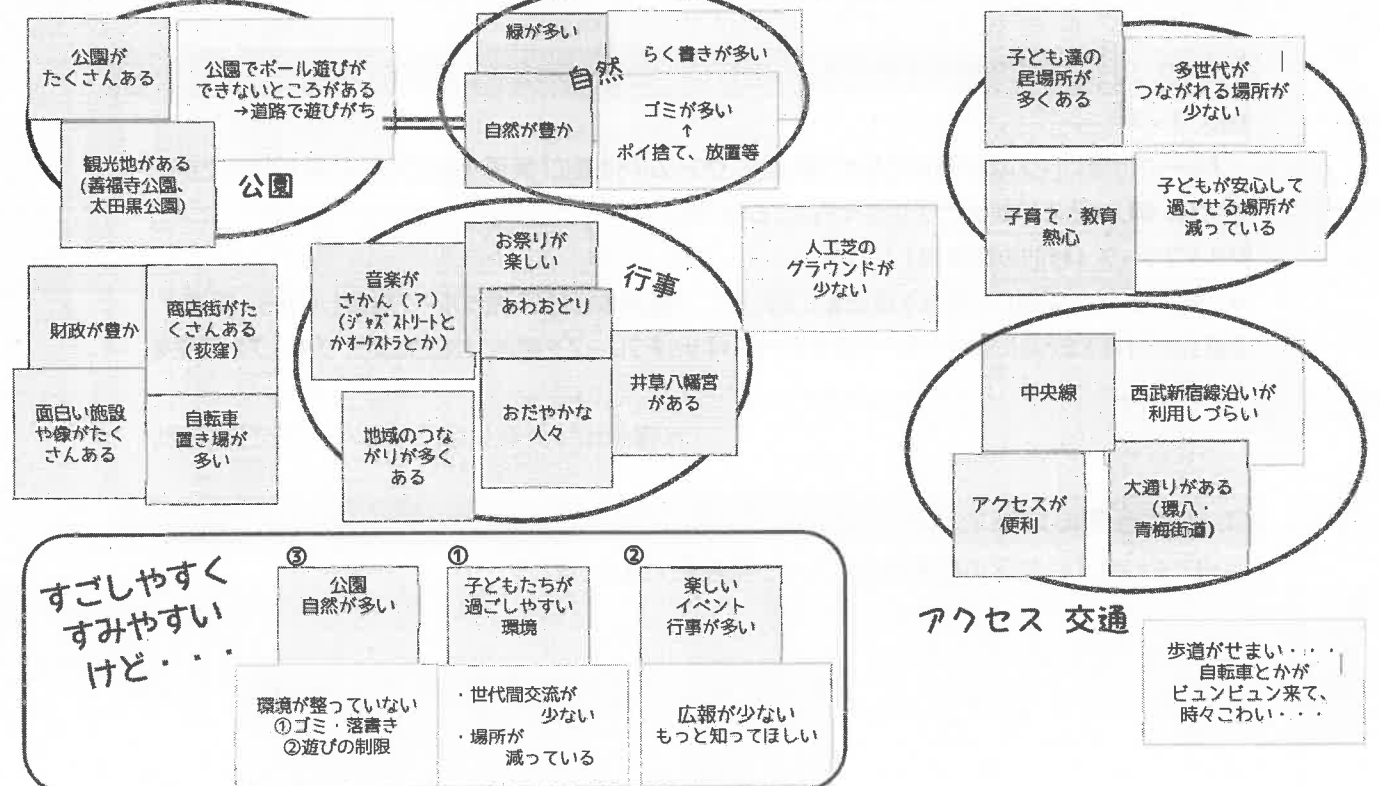 公園が
たくさんある
公園でボール遊びが
できないところがある
→道路で遊びがち
観光地がある
(善福寺公園、
太田黒公園)
公園
緑が多い
らく書きが多い
自然
自然が豊か
ゴミが多い
↑
ポイ捨て、放置等
子ども達の
居場所が
多くある
多世代が
つながれる場所が
少ない
子育て・教育
熱心
子どもが安心して
過ごせる場所が
減っている
財政が豊か
商店街がた
くさんある
(荻窪)
面白い施設
や像がたく
さんある
自転車
置き場が
多い
音楽が
さかん(?)
(ジャズストリートと
かオーケストラとか)
お祭りが
楽しい
行事
あわおどり
おだやかな
人々
井草八幡宮
がある
地域のつな
がりが多く
ある
人工芝の
グラウンドが
少ない
中央線
西武新宿線沿いが
利用しづらい
アクセスが
便利
大通りがある
(環八・
青梅街道)
アクセス 交通
歩道がせまい・・・
自転車とかが
ビュンビュン来て、
時々こわい・・・
すごしやすく
すみやすい
けど・・・
③
公園
自然が多い
環境が整っていない
①ゴミ・落書き
②遊びの制限
①
子どもたちが
過ごしやすい
環境
・世代間交流が
少ない
・場所が
減っている
②
楽しい
イベント
行事が多い
広報が少ない
もっと知ってほしい